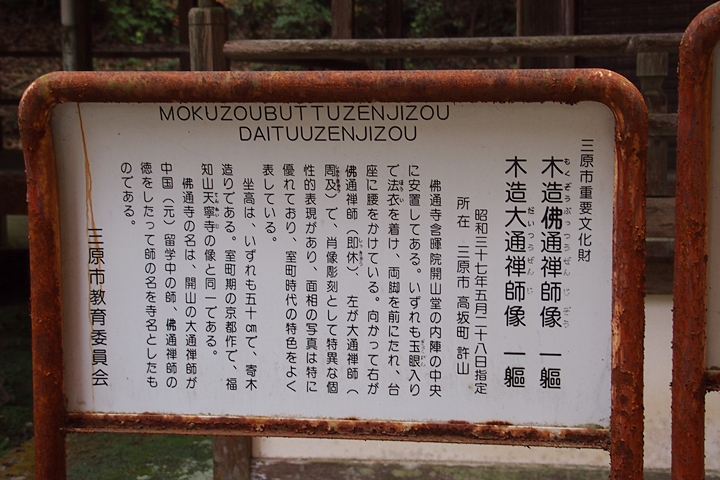 MOKUZOUBUTTUZENJIZOU
DAITUUZENJIZOU
三原市重要文化財
木造佛通禅師像 一軀
木造大通禅師像 一軀
昭和三十七年五月二十八日指定
所在 三原市 高坂町 許山
佛通寺含暉院開山堂の内陣の中央
に安置してある。いずれも玉眼入り
で法衣を着け、両脚を前にたれ、台
座に腰をかけている。向かって右が
佛通禅師(即休)、左が大通禅師(
周及)で、肖像彫刻として特異な個
性的表現があり、面相の写真は特に
優れており、室町時代の特色をよく
表している。
坐高は、いずれも五十㎝で、寄木
造りである。室町期の京都作で、福
知山天寧寺の像と同一である。
佛通寺の名は、開山の大通禅師が
中国(元)留学中の師、佛通禅師の
徳をしたって師の名を寺名としたも
のである。
三原市教育委員会